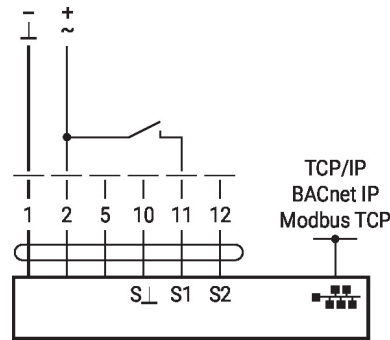 − +
⊥ ~
TCP/IP
BACnet IP
Modbus TCP
1 2 5 10 11 12
S⊥ S1 S2